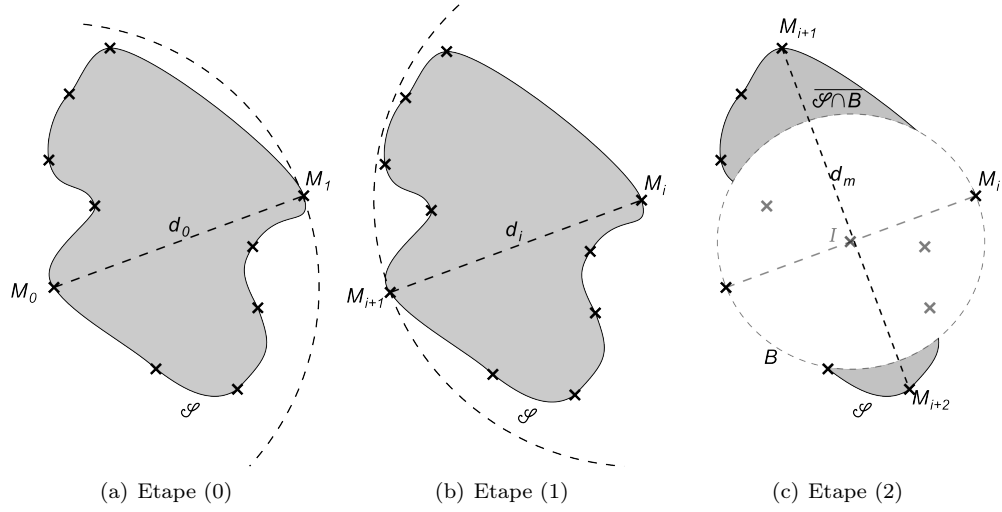 M₀
d₀
M₁
𝒮
(a) Etape (0)
Mᵢ₊₁
dᵢ
Mᵢ
𝒮
(b) Etape (1)
Mᵢ₊₁
𝒮∩B
dₘ
Mᵢ
I
B
Mᵢ₊₂
𝒮
(c) Etape (2)